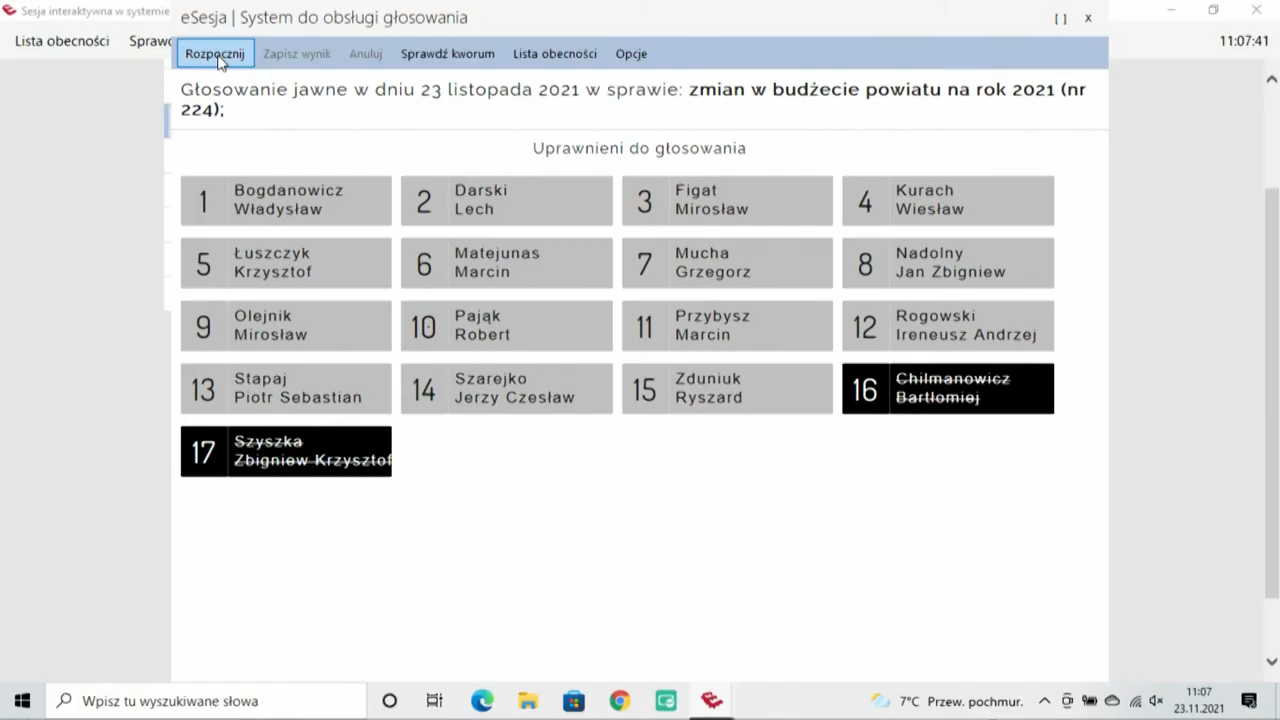 Sesja interaktywna w systemie
eSesja | System do obsługi głosowania
[ ] x
Lista obecności
Rozpocznij Zapisz wynik Anuluj Sprawdź kworum Lista obecności Opcje
11:07:41
Głosowanie jawne w dniu 23 listopada 2021 w sprawie: zmian w budżecie powiatu na rok 2021 (nr
224);
Uprawnieni do głosowania
1 Bogdanowicz
Władysław
2 Darski
Lech
3 Figat
Mirosław
4 Kurach
Wiesław
5 Łuszczyk
Krzysztof
6 Matejunas
Marcin
7 Mucha
Grzegorz
8 Nadolny
Jan Zbigniew
9 Olejnik
Mirosław
10 Pająk
Robert
11 Przybysz
Marcin
12 Rogowski
Ireneusz Andrzej
13 Stapaj
Piotr Sebastian
14 Szarejko
Jerzy Czesław
15 Zduniuk
Ryszard
16 Chilmanowicz
Bartłomiej
17 Szyszka
Zbigniew Krzysztof
Wpisz tu wyszukiwane słowa
7°C Przew. pochmur.
11:07
23.11.2021